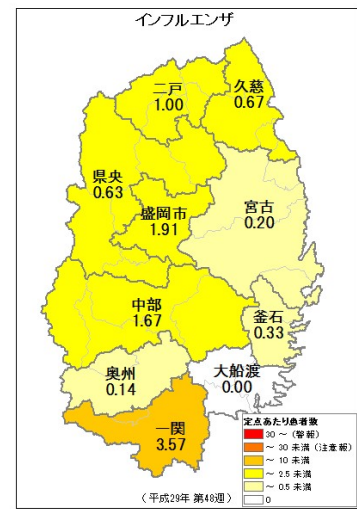 インフルエンザ
二戸
1.00
久慈
0.67
県央
0.63
盛岡市
1.91
宮古
0.20
中部
1.67
釜石
0.33
奥州
0.14
大船渡
0.00
一関
3.57
定点あたり患者数
30 ~ (警報)
~ 30 未満 (注意報)
~ 10 未満
~ 2.5 未満
~ 0.5 未満
0
(平成29年 第48週)